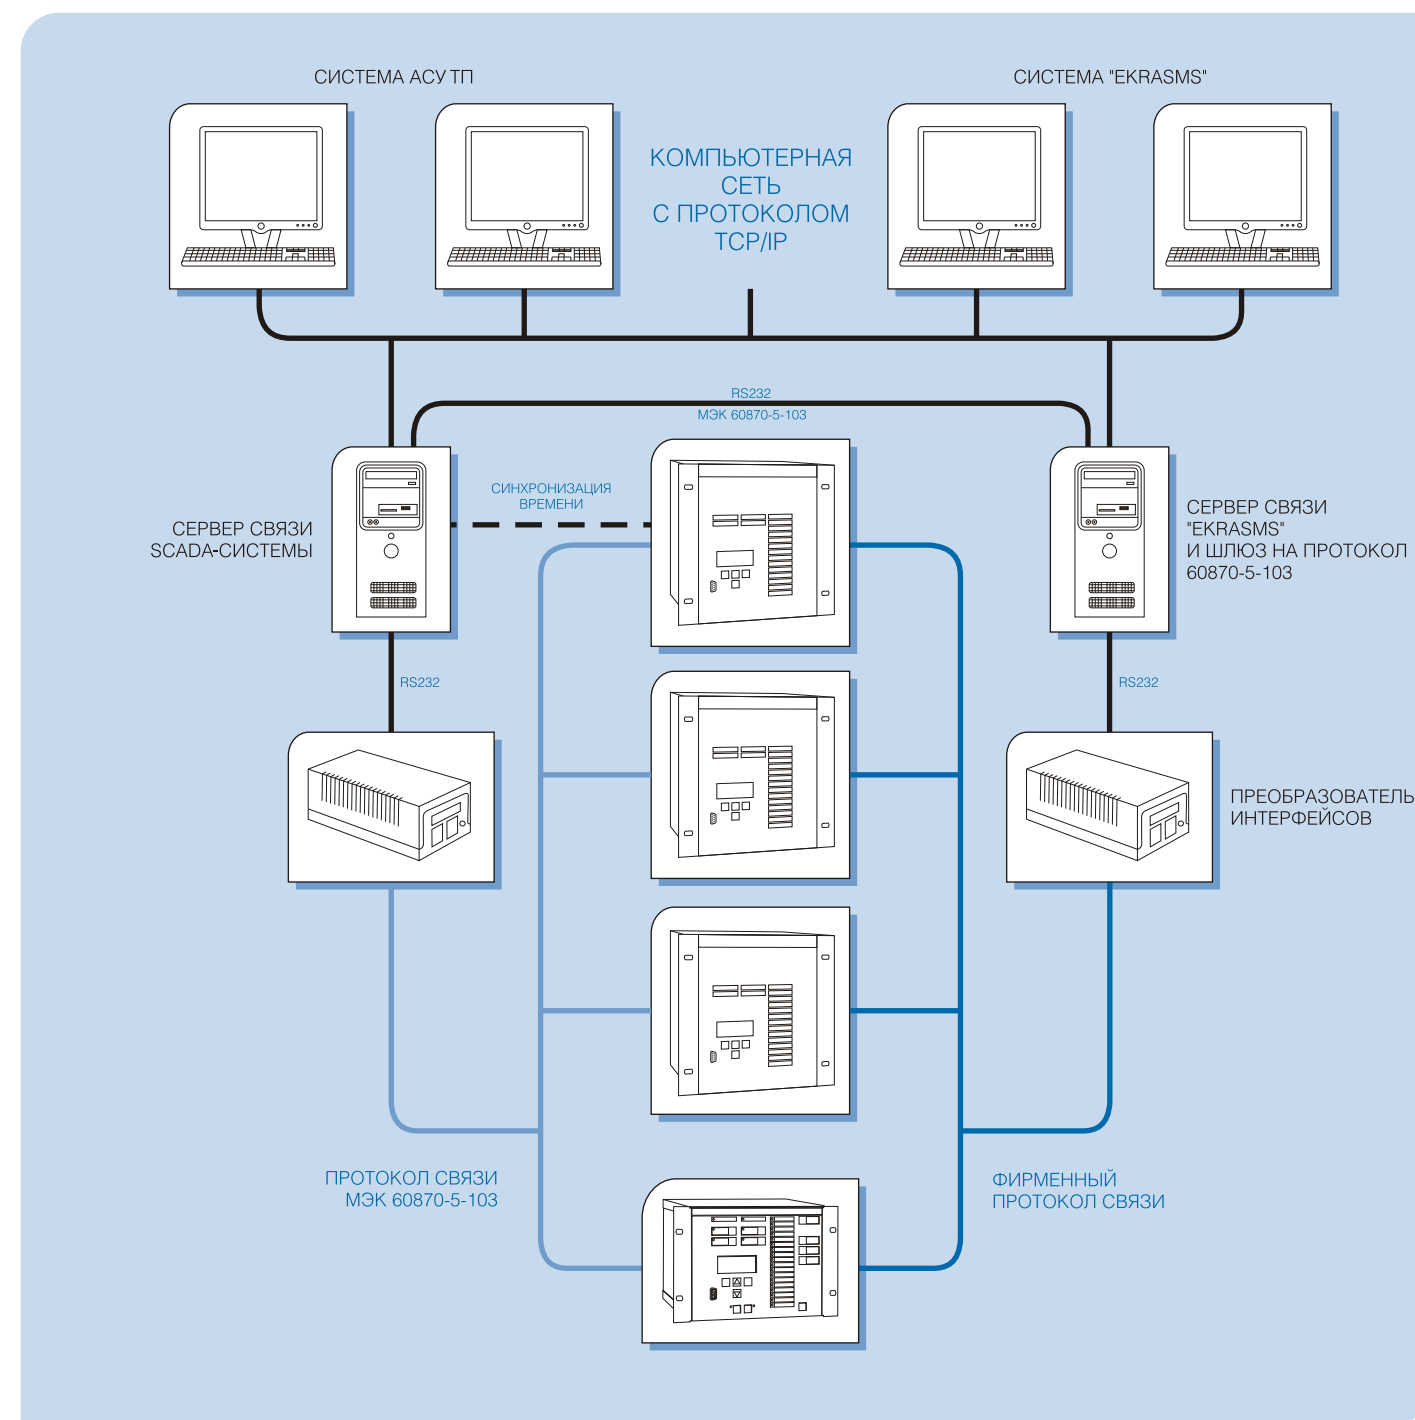 СИСТЕМА АСУ ТП
СИСТЕМА "EKRASMS"
КОМПЬЮТЕРНАЯ
СЕТЬ
С ПРОТОКОЛОМ
TCP/IP
RS232
МЭК 60870-5-103
СИНХРОНИЗАЦИЯ
ВРЕМЕНИ
СЕРВЕР СВЯЗИ
SCADA-СИСТЕМЫ
СЕРВЕР СВЯЗИ
"EKRASMS"
И ШЛЮЗ НА ПРОТОКОЛ
60870-5-103
RS232
RS232
ПРЕОБРАЗОВАТЕЛЬ
ИНТЕРФЕЙСОВ
ПРОТОКОЛ СВЯЗИ
МЭК 60870-5-103
ФИРМЕННЫЙ
ПРОТОКОЛ СВЯЗИ